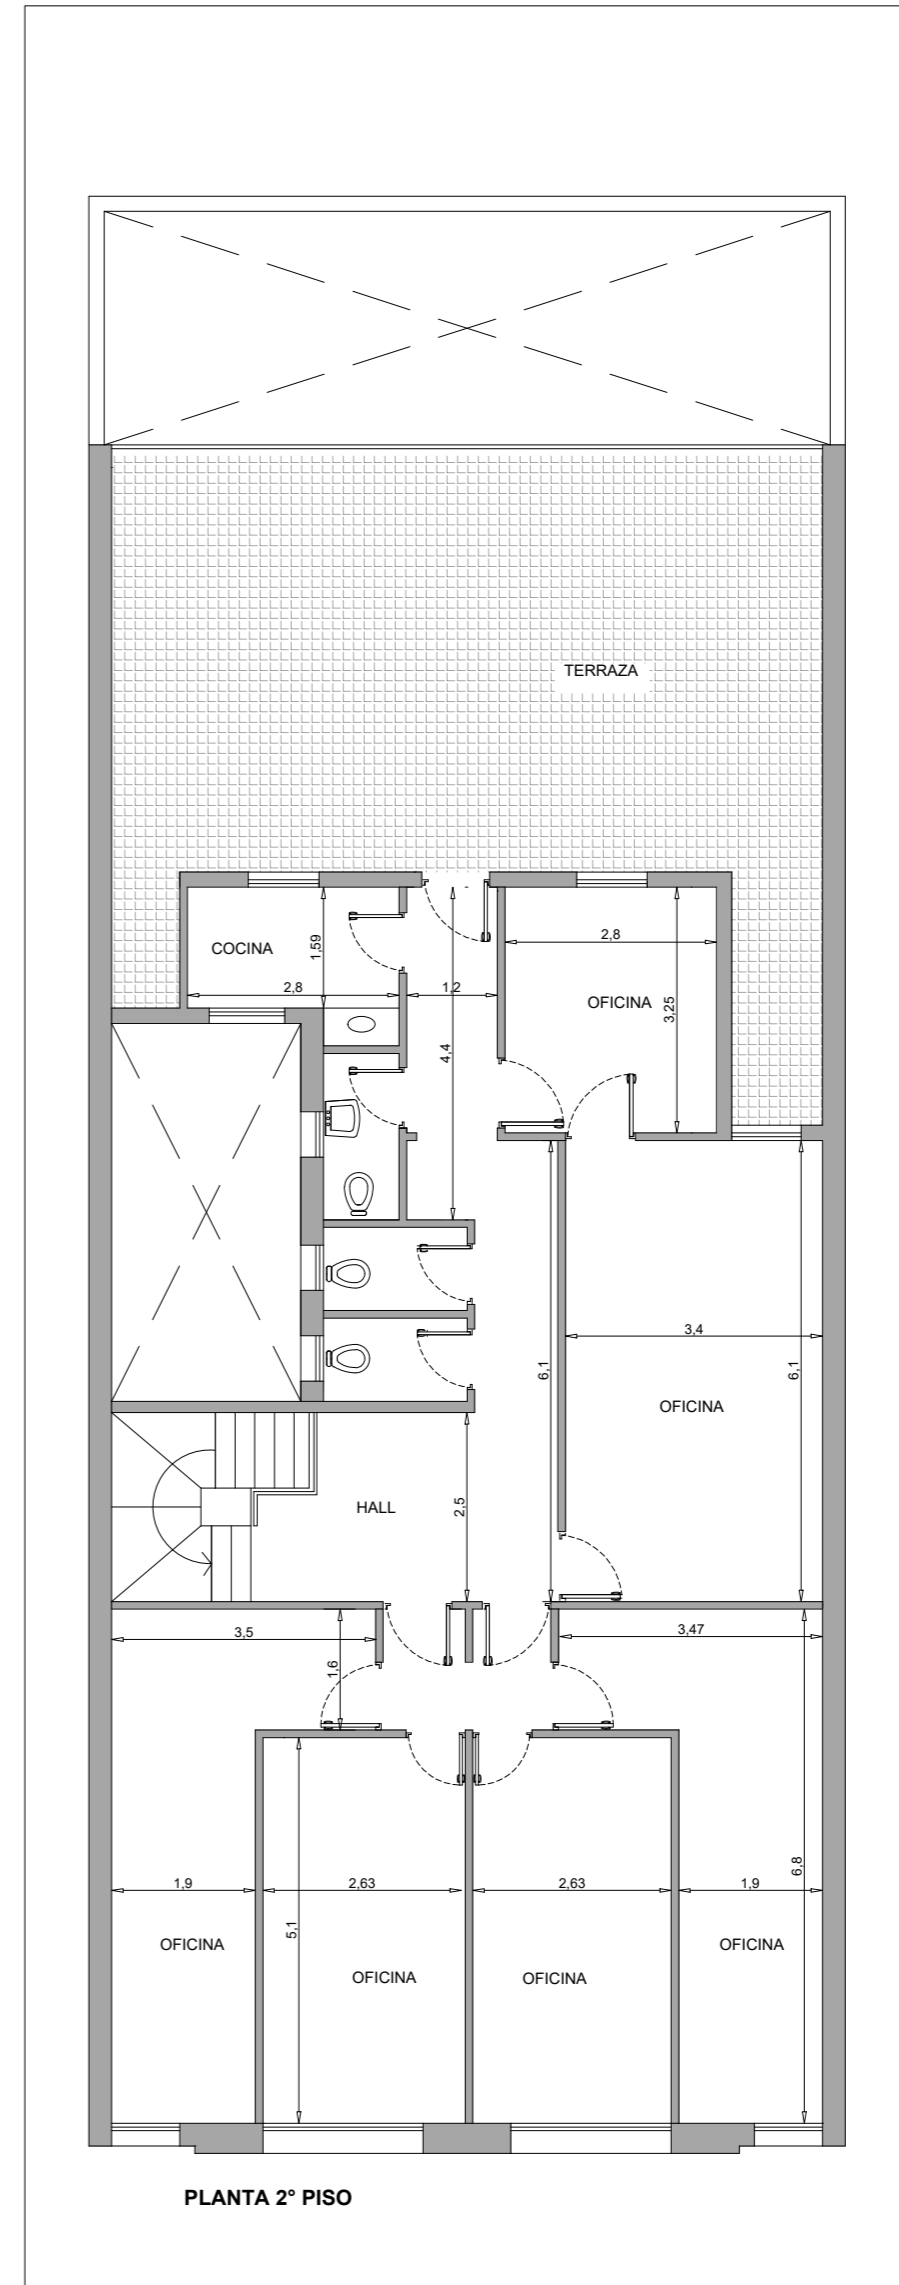 TERRAZA
COCINA
1,59
2,8
2,8
OFICINA
3,25
1,2
4,4
3,4
6,1
6,1
OFICINA
HALL
2,5
3,5
1,6
3,47
1,9
2,63
2,63
1,9
6,8
5,1
OFICINA
OFICINA
OFICINA
OFICINA
PLANTA 2° PISO